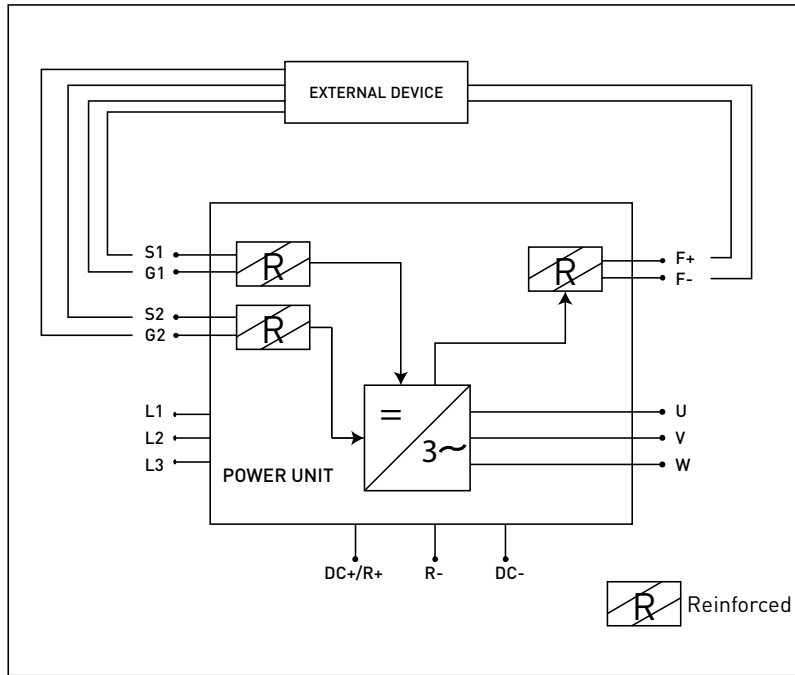 EXTERNAL DEVICE
S1
G1
S2
G2
R
R
R
F+
F-
L1
L2
L3
=
3~
U
V
W
POWER UNIT
DC+/R+
R-
DC-
R
Reinforced